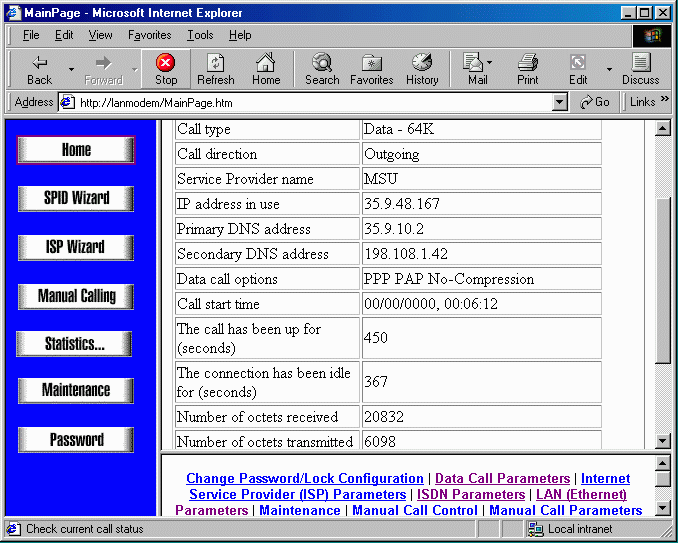 MainPage - Microsoft Internet Explorer
File Edit View Favorites Tools Help
Back Forward Stop Refresh Home Search Favorites History Mail Print Edit Discuss
Address http://lanmodem/MainPage.htm Go Links »
Home
SPID Wizard
ISP Wizard
Manual Calling
Statistics...
Maintenance
Password
Call type Data - 64K
Call direction Outgoing
Service Provider name MSU
IP address in use 35.9.48.167
Primary DNS address 35.9.10.2
Secondary DNS address 198.108.1.42
Data call options PPP PAP No-Compression
Call start time 00/00/0000, 00:06:12
The call has been up for
(seconds) 450
The connection has been idle
for (seconds) 367
Number of octets received 20832
Number of octets transmitted 6098
Change Password/Lock Configuration | Data Call Parameters | Internet
Service Provider (ISP) Parameters | ISDN Parameters | LAN (Ethernet)
Parameters | Maintenance | Manual Call Control | Manual Call Parameters
Check current call status Local intranet